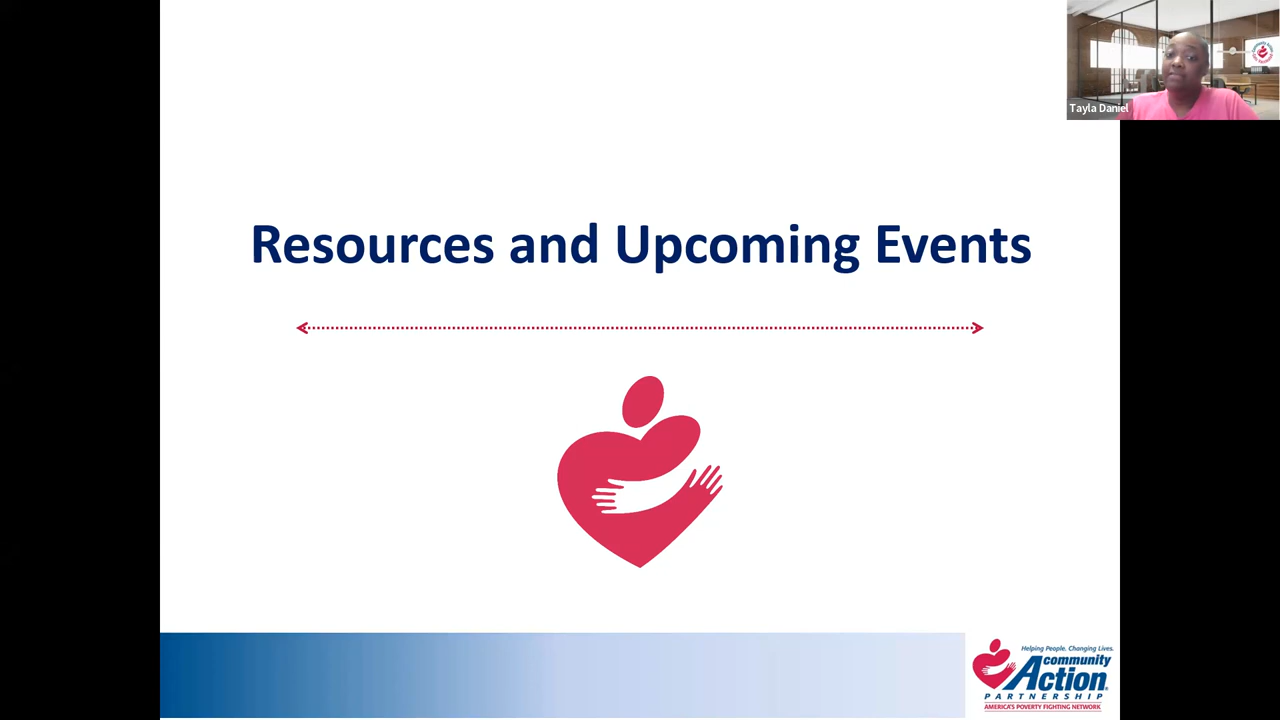 Tayla Daniel
Resources and Upcoming Events
Helping People. Changing Lives.
community
Action®
PARTNERSHIP
AMERICA'S POVERTY FIGHTING NETWORK